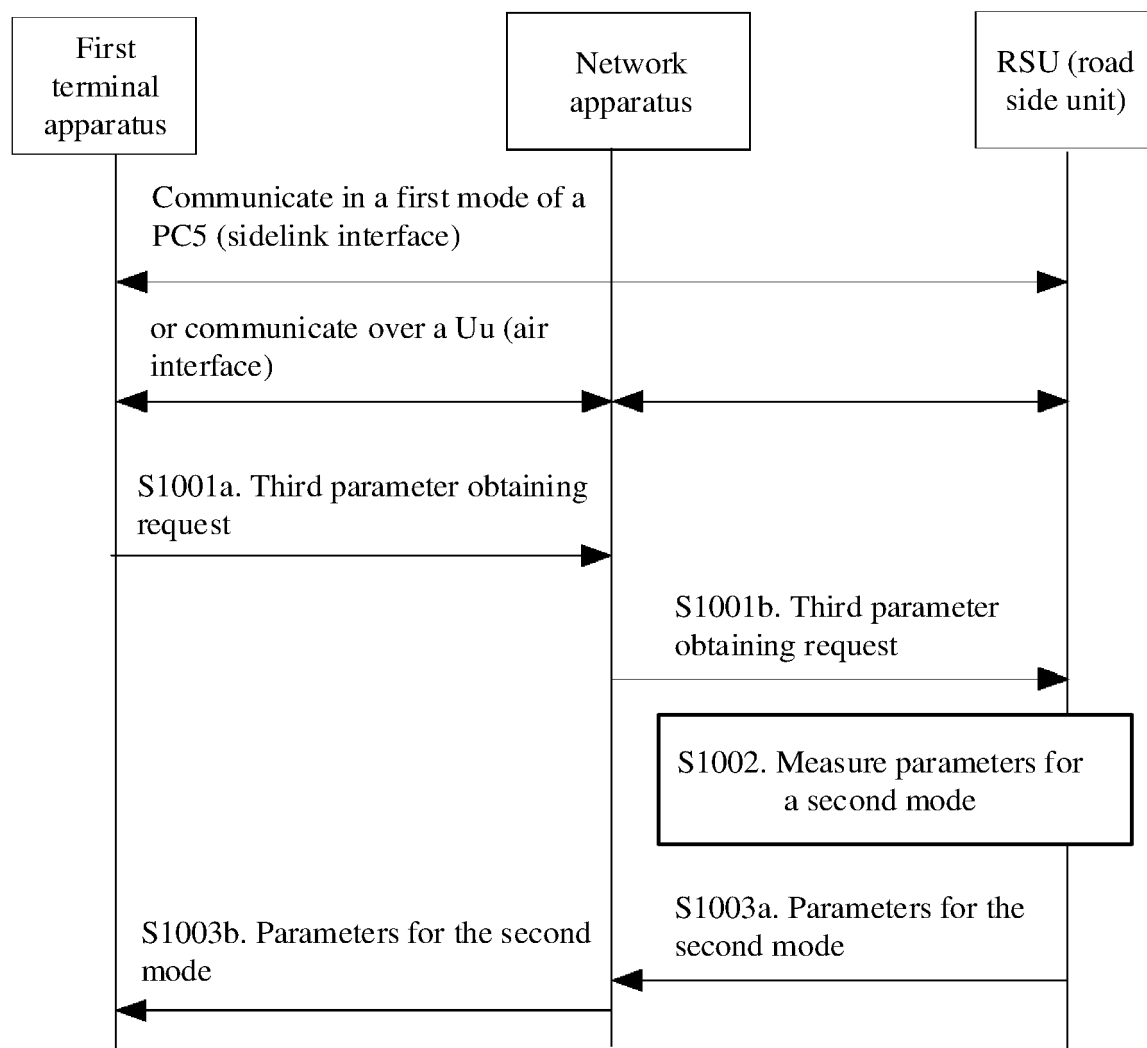 First
terminal
apparatus
Network
apparatus
RSU (road
side unit)
Communicate in a first mode of a
PC5 (sidelink interface)
or communicate over a Uu (air
interface)
S1001a. Third parameter obtaining
request
S1001b. Third parameter
obtaining request
S1002. Measure parameters for
a second mode
S1003a. Parameters for the
second mode
S1003b. Parameters for the second
mode